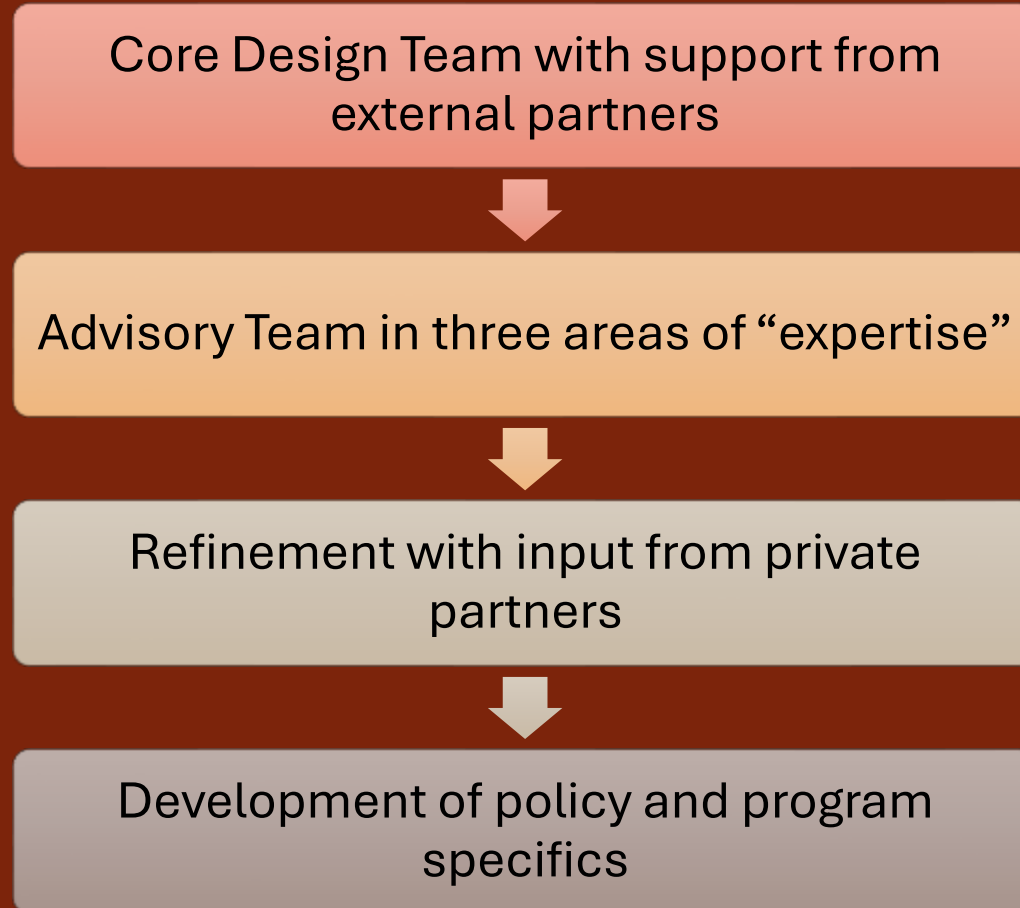 Core Design Team with support from
external partners
Advisory Team in three areas of “expertise”
Refinement with input from private
partners
Development of policy and program
specifics